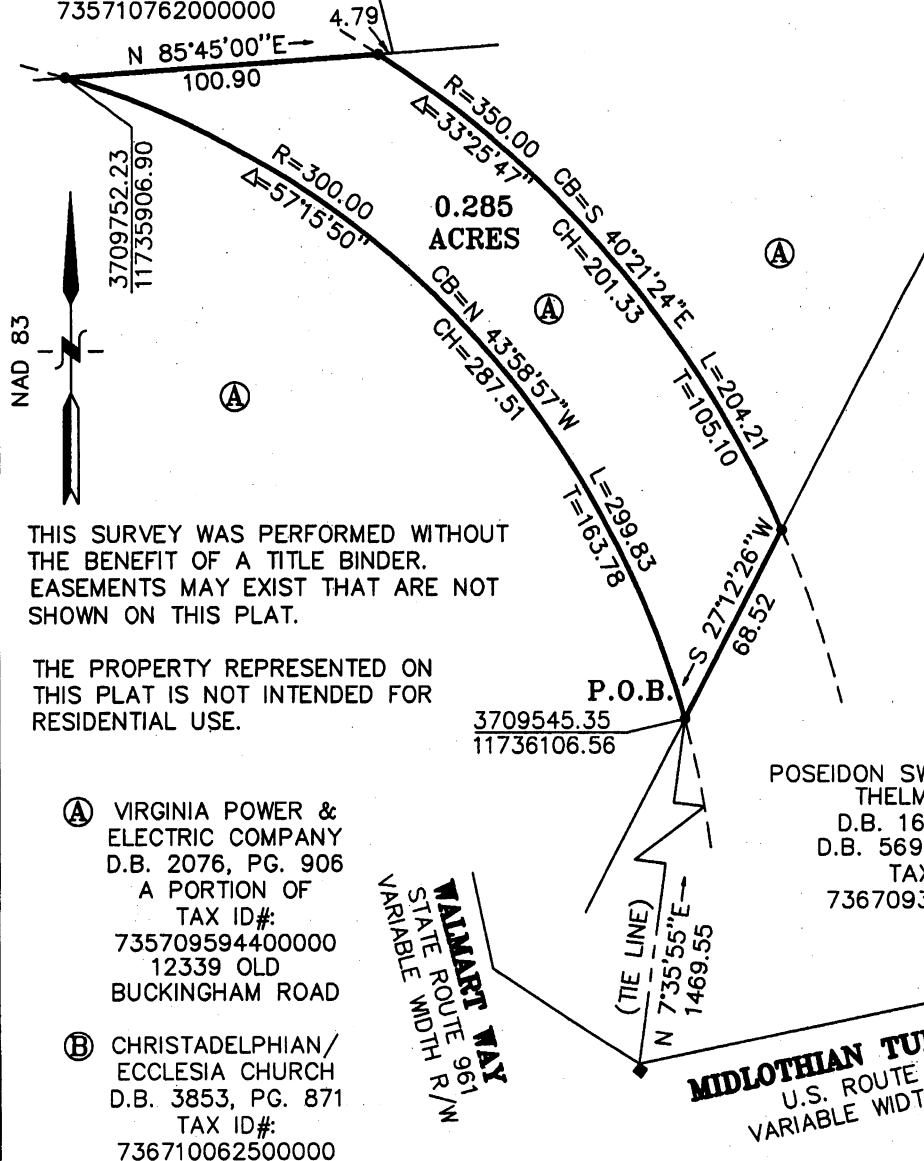 735710762000000
4.79
N 85°45'00"E
100.90
3709752.23
11735906.90
R=350.00
Δ=33°25'47"
CB=S 40°21'24"E
CH=201.33
L=204.21
T=105.10
R=300.00
Δ=57°15'50"
CB=N 43°58'57"W
CH=287.51
L=299.83
T=163.78
0.285
ACRES
A
A
A
NAD 83
N
S 27°12'26"W
68.52
THIS SURVEY WAS PERFORMED WITHOUT
THE BENEFIT OF A TITLE BINDER.
EASEMENTS MAY EXIST THAT ARE NOT
SHOWN ON THIS PLAT.
THE PROPERTY REPRESENTED ON
THIS PLAT IS NOT INTENDED FOR
RESIDENTIAL USE.
P.O.B.
3709545.35
11736106.56
POSEIDON SW
THELM
D.B. 16
D.B. 569
TAX
7367093
A VIRGINIA POWER &
ELECTRIC COMPANY
D.B. 2076, PG. 906
A PORTION OF
TAX ID#:
735709594400000
12339 OLD
BUCKINGHAM ROAD
B CHRISTADELPHIAN/
ECCLESIA CHURCH
D.B. 3853, PG. 871
TAX ID#:
736710062500000
WALMART WAY
STATE ROUTE 961
VARIABLE WIDTH R/W
(TIE LINE)
N 7°35'55"E
1469.55
MIDLOTHIAN TU
U.S. ROUTE
VARIABLE WIDT